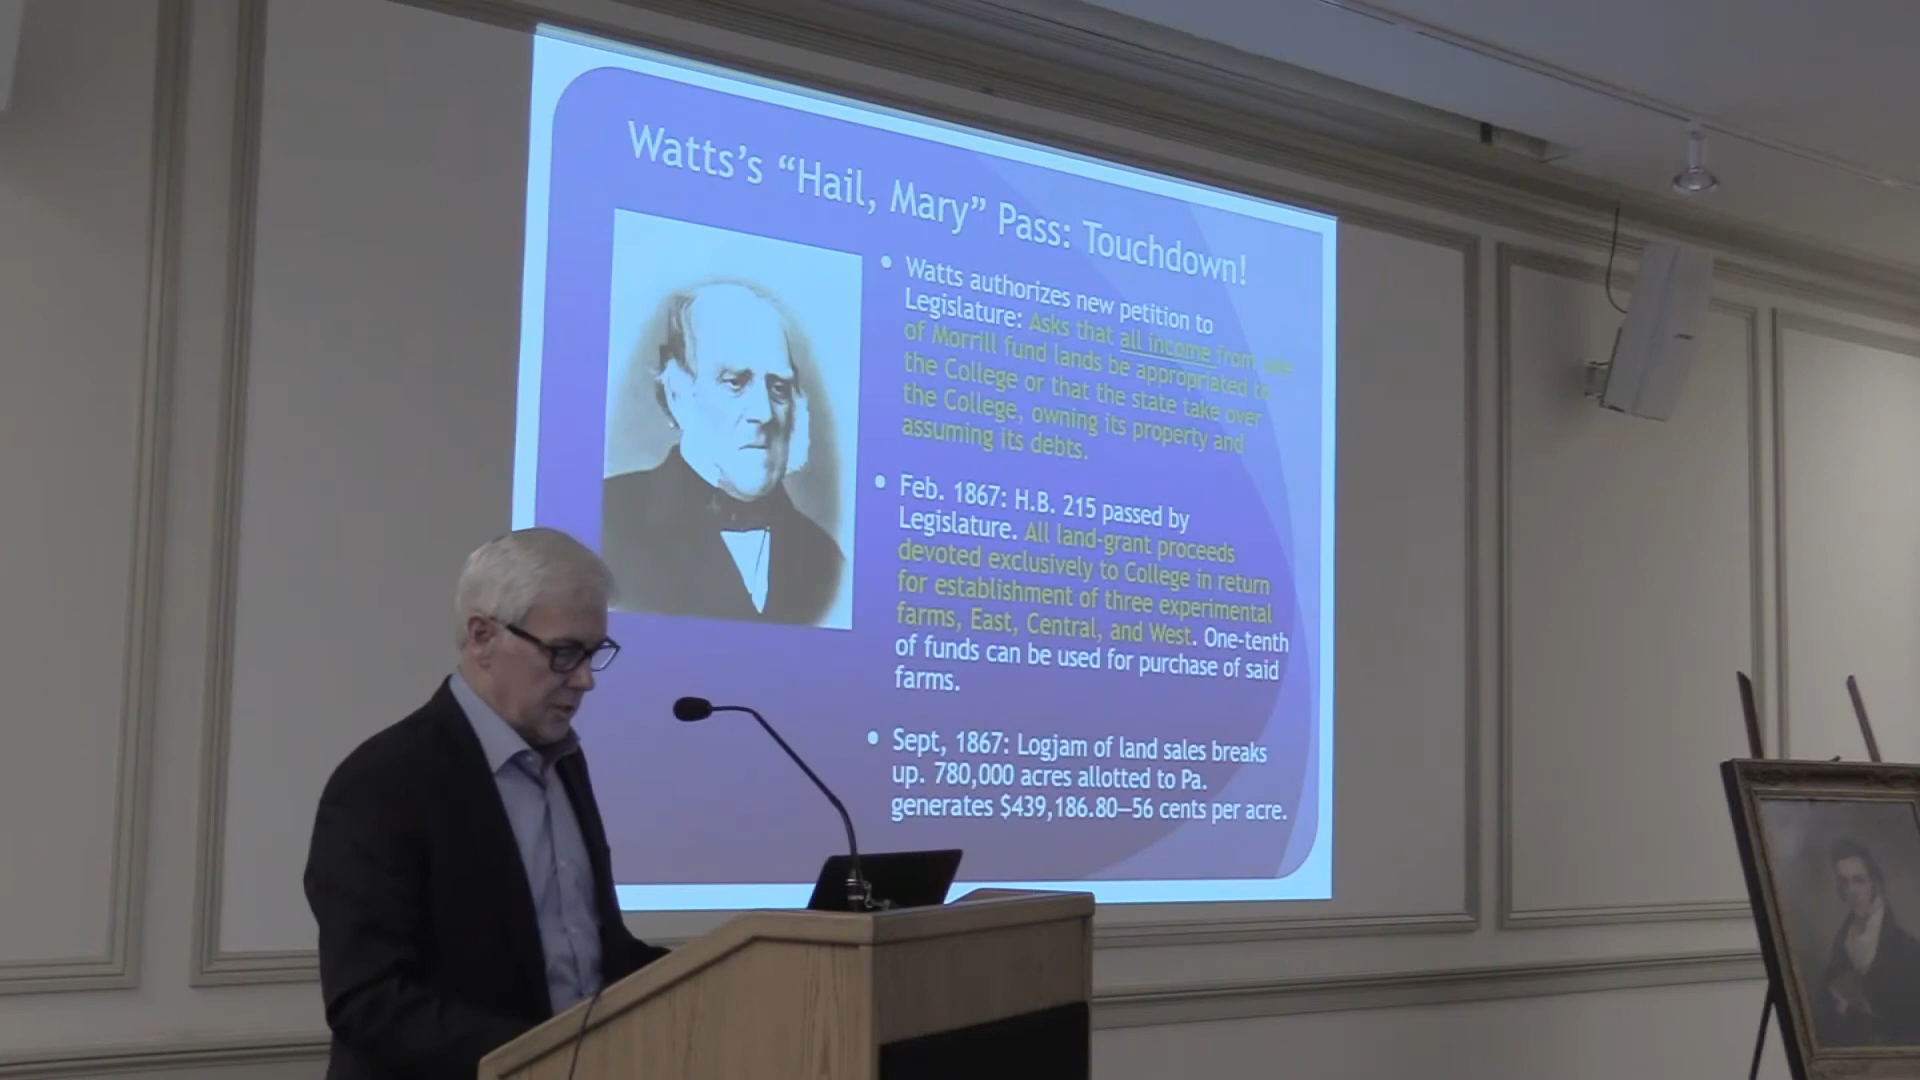 Watts's “Hail, Mary” Pass: Touchdown!
• Watts authorizes new petition to
Legislature: Asks that all income from
of Morrill fund lands be appropriated to
the College or that the state take over
the College, owning its property and
assuming its debts.
• Feb. 1867: H.B. 215 passed by
Legislature. All land-grant proceeds
devoted exclusively to College in return
for establishment of three experimental
farms, East, Central, and West. One-tenth
of funds can be used for purchase of said
farms.
• Sept, 1867: Logjam of land sales breaks
up. 780,000 acres allotted to Pa.
generates $439,186.80—56 cents per acre.